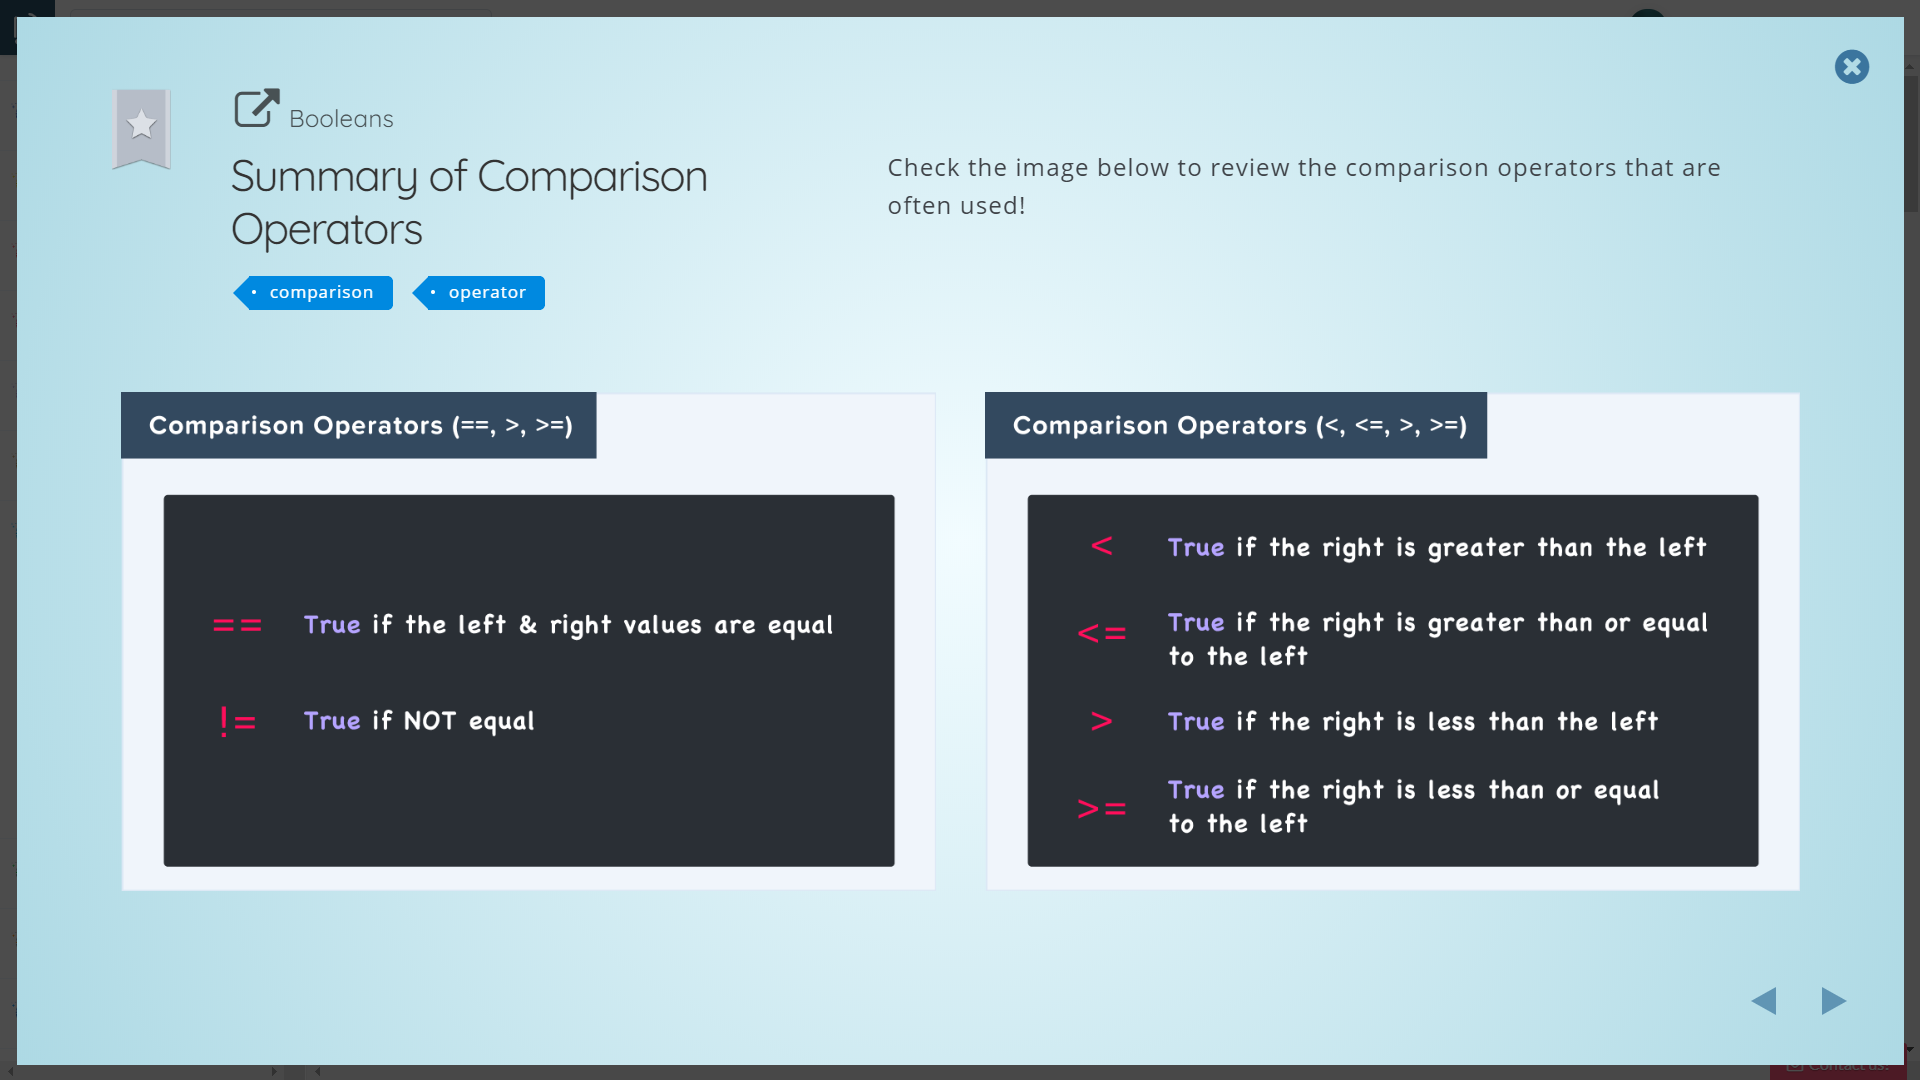 Booleans
Summary of Comparison
Operators
comparison
operator
Check the image below to review the comparison operators that are
often used!
Comparison Operators (==, >, >=)
== True if the left & right values are equal
!= True if NOT equal
Comparison Operators (<, <=, >, >=)
< True if the right is greater than the left
<= True if the right is greater than or equal
to the left
> True if the right is less than the left
>= True if the right is less than or equal
to the left
Contact us!